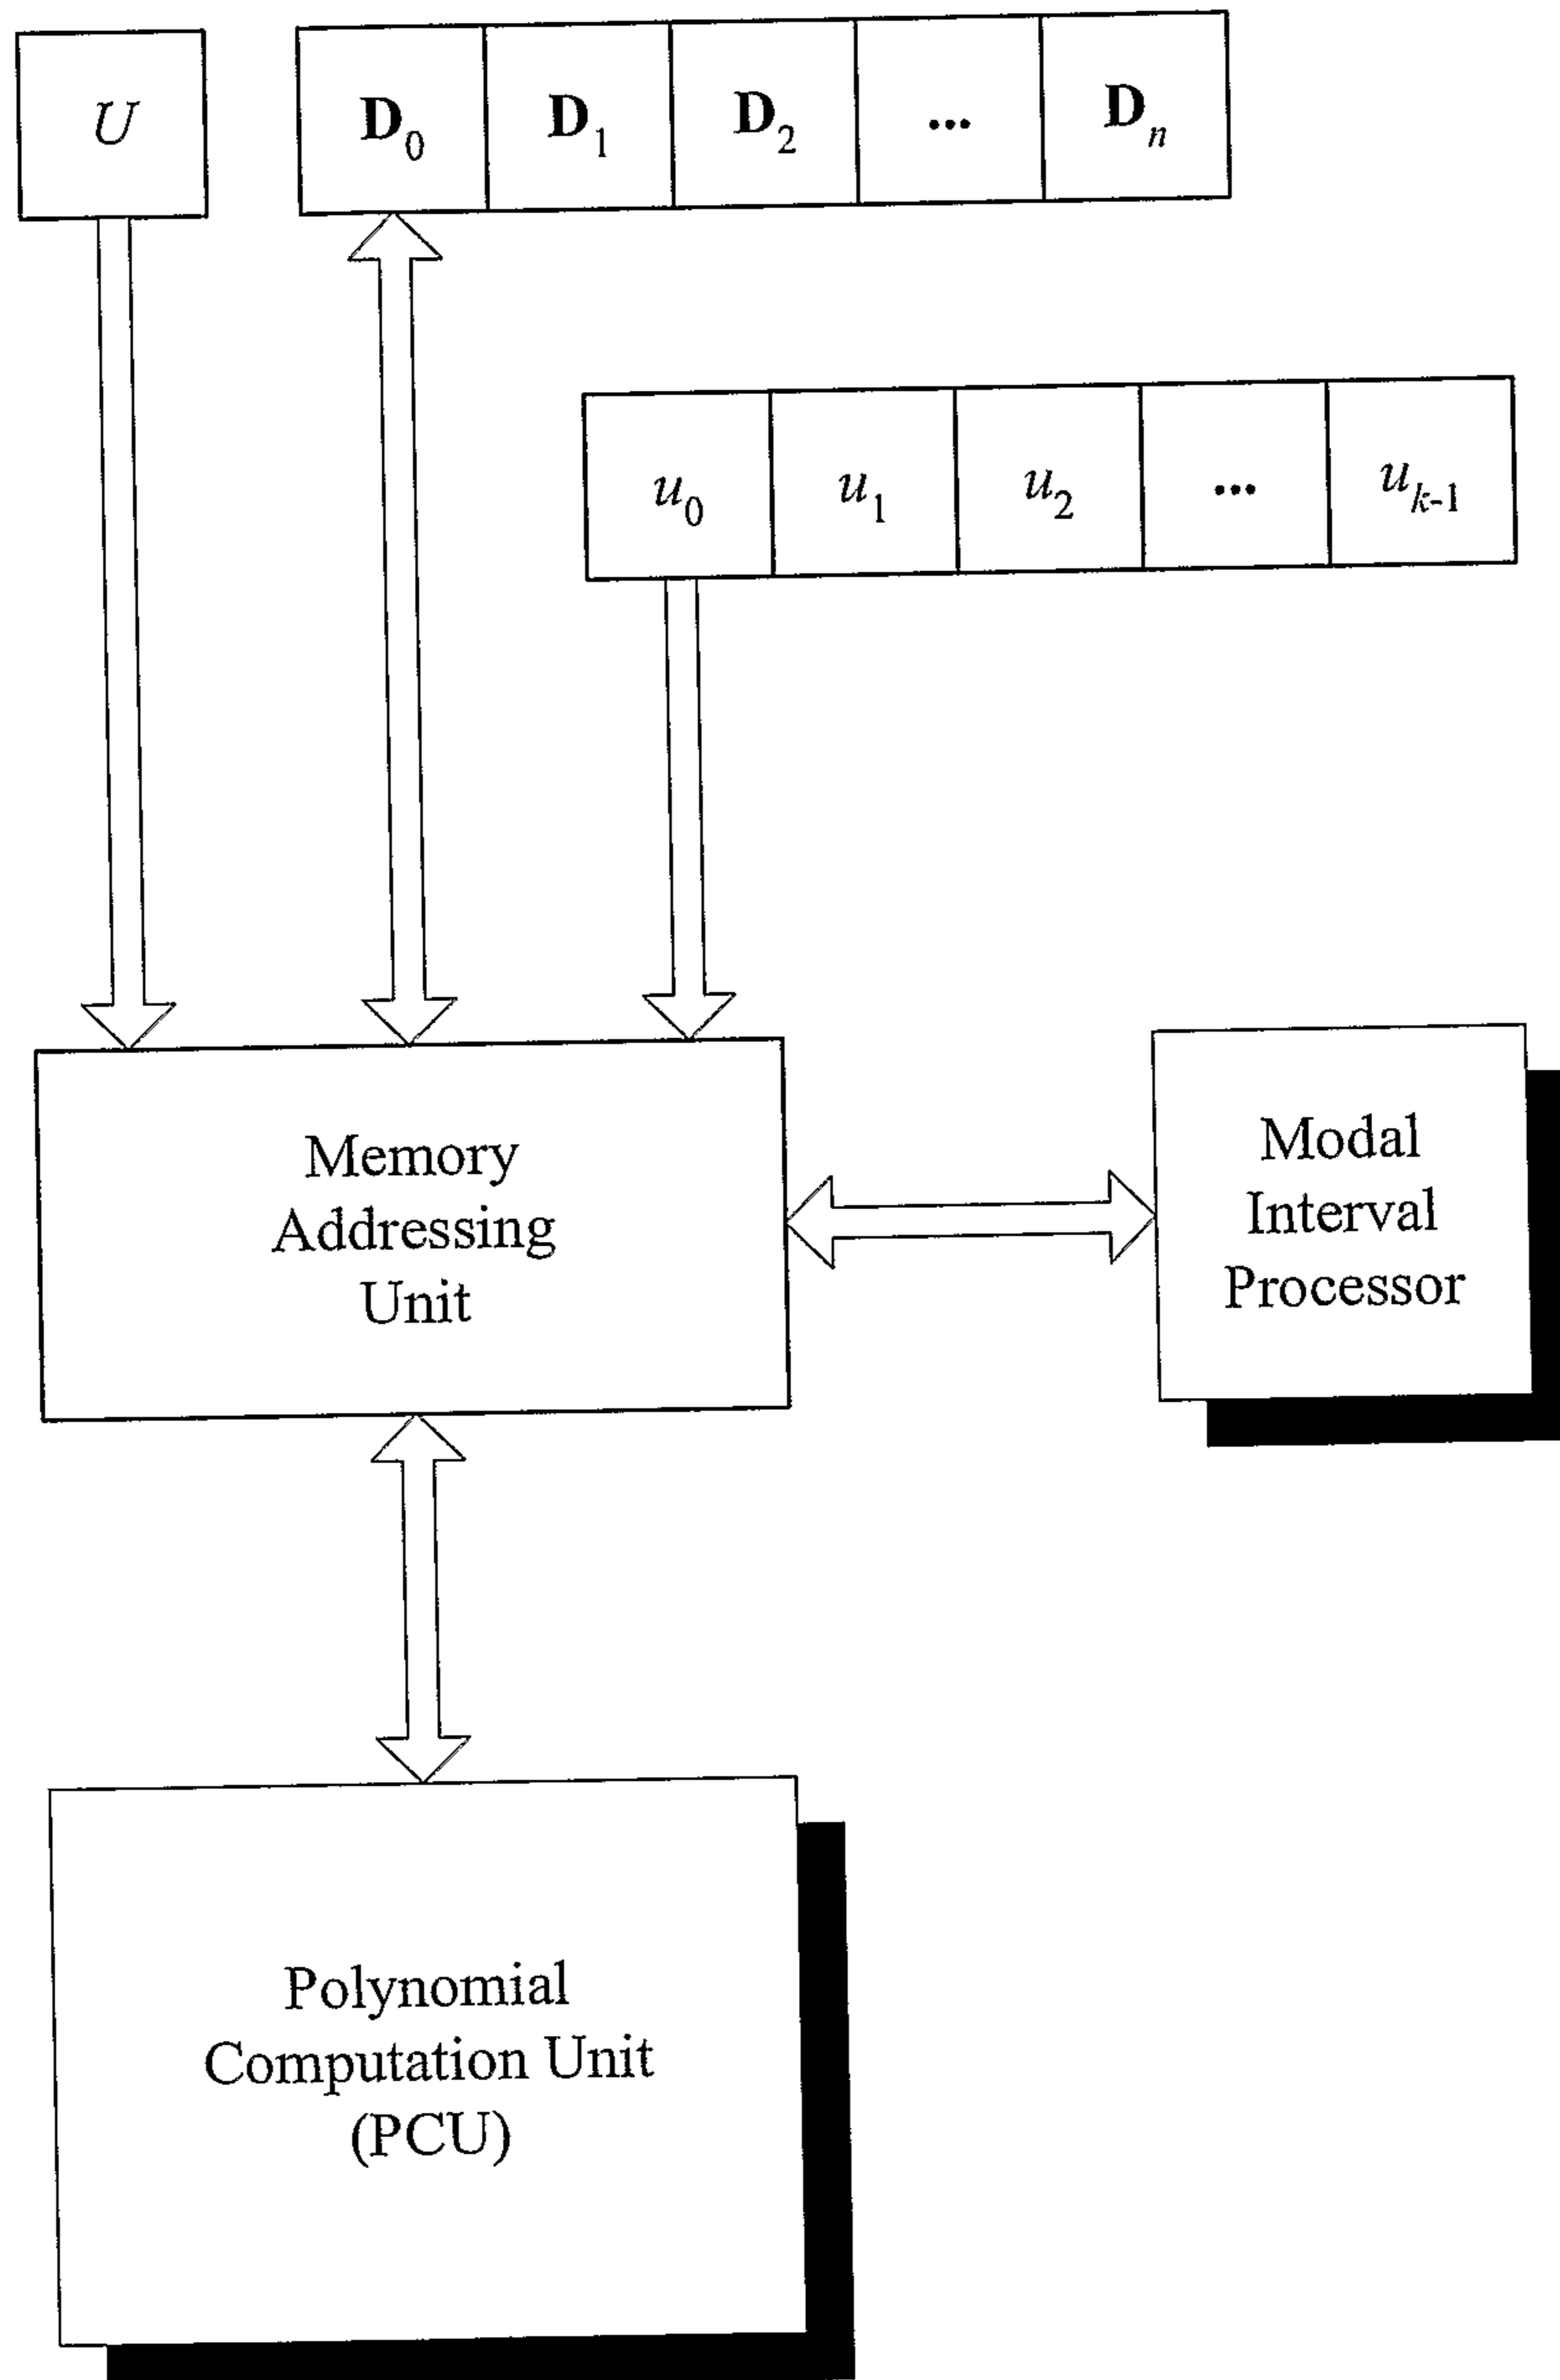 U
D0 D1 D2 ... Dn
u0 u1 u2 ... uk-1
Memory
Addressing
Unit
Modal
Interval
Processor
Polynomial
Computation Unit
(PCU)